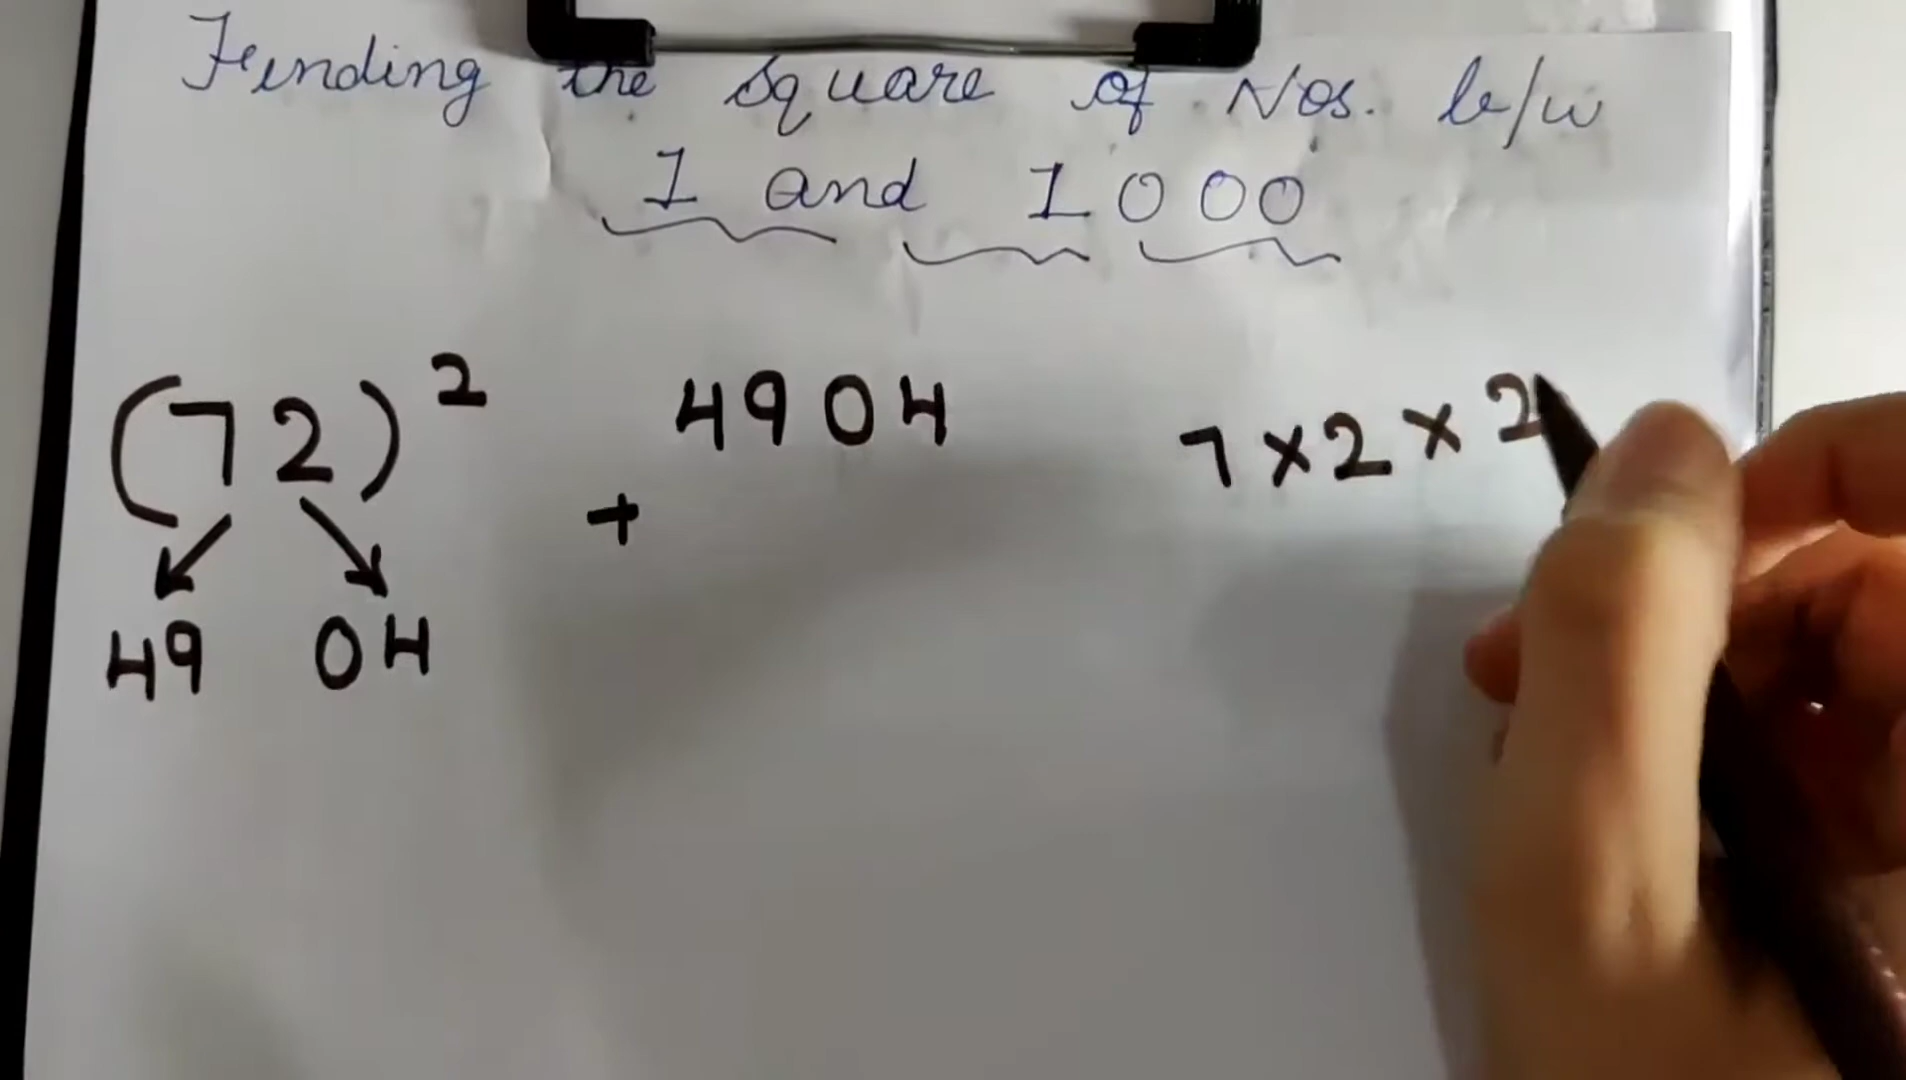 Finding the square of Nos. b/w
1 and 1000
(72)² 4904 7×2×2
+
49 04